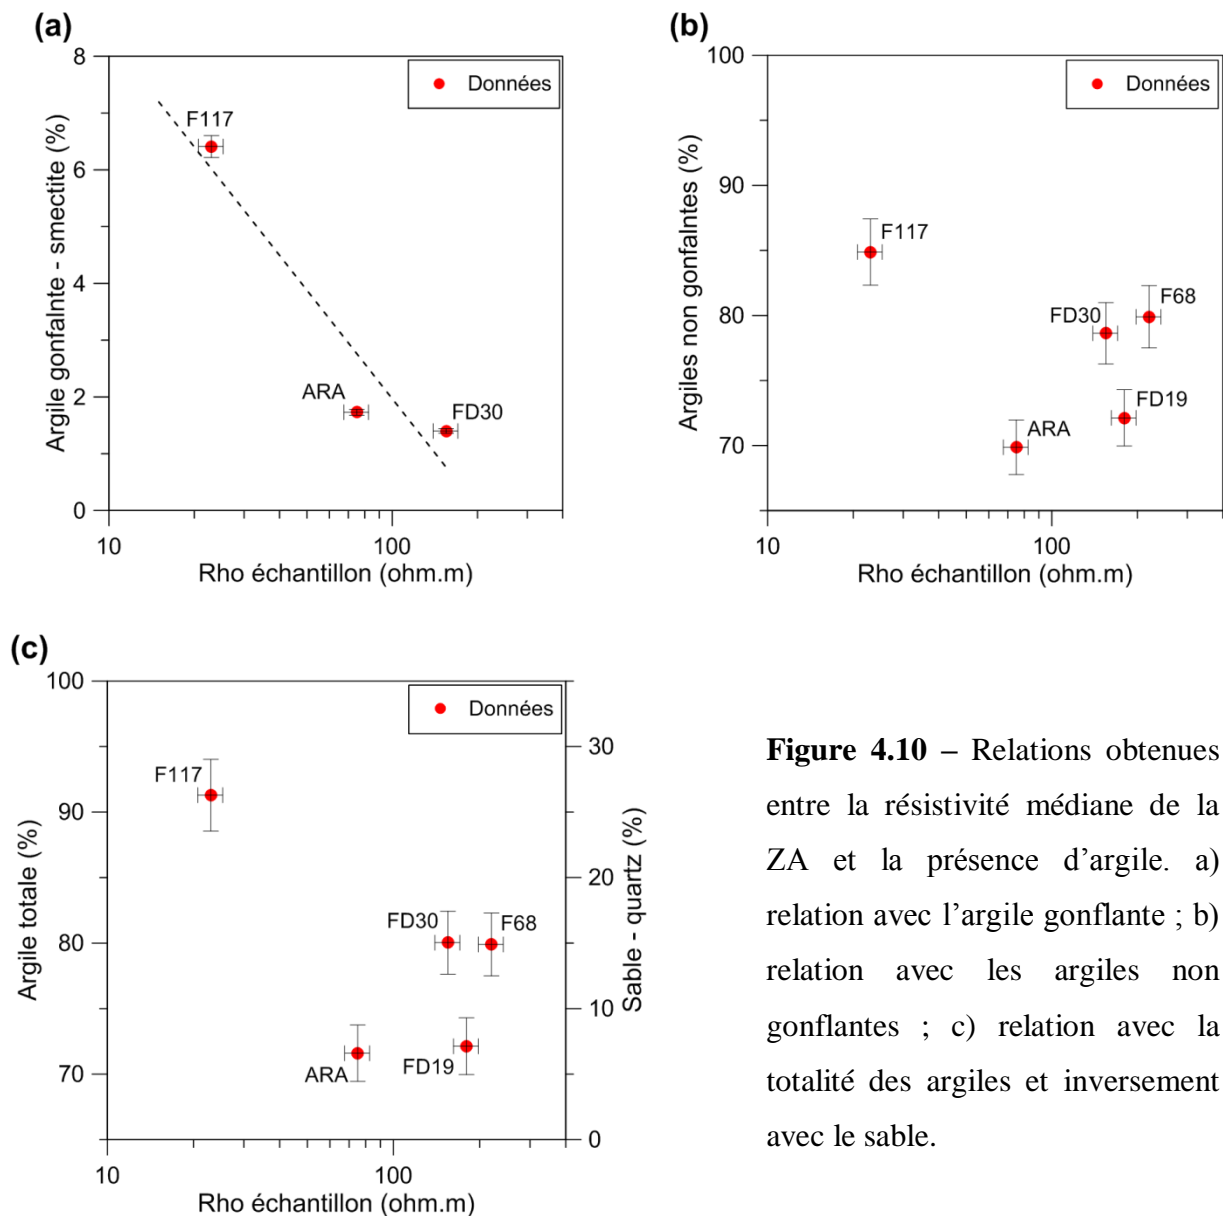 (a)
8
6
4
2
0
Argile gonfalnte - smectite (%)
Données
F117
ARA
FD30
10
100
Rho échantillon (ohm.m)
(b)
100
90
80
70
Argiles non gonfalntes (%)
Données
F117
FD30
F68
FD19
ARA
10
100
Rho échantillon (ohm.m)
(c)
100
90
80
70
Argile totale (%)
Données
F117
FD30
F68
ARA
FD19
30
20
10
0
Sable - quartz (%)
10
100
Rho échantillon (ohm.m)
Figure 4.10 – Relations obtenues
entre la résistivité médiane de la
ZA et la présence d’argile. a)
relation avec l’argile gonflante ; b)
relation avec les argiles non
gonflantes ; c) relation avec la
totalité des argiles et inversement
avec le sable.